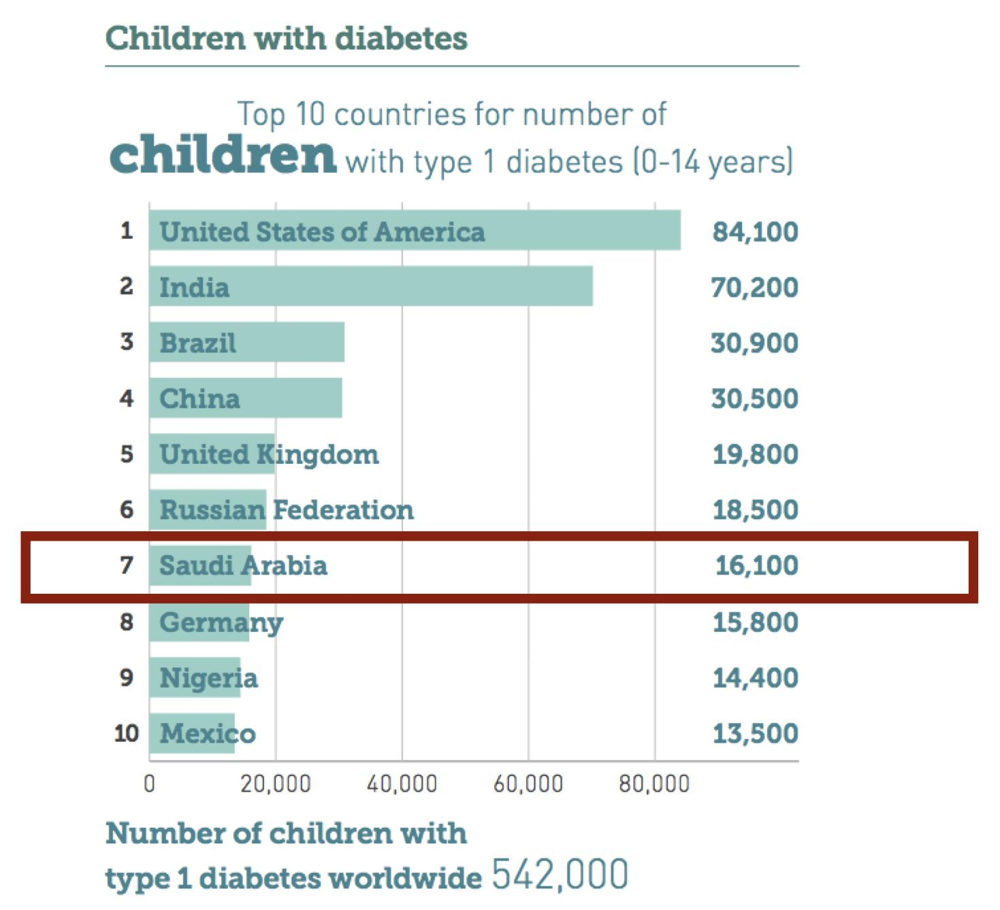 Children with diabetes
Top 10 countries for number of
children with type 1 diabetes (0-14 years)
1 United States of America 84,100
2 India 70,200
3 Brazil 30,900
4 China 30,500
5 United Kingdom 19,800
6 Russian Federation 18,500
7 Saudi Arabia 16,100
8 Germany 15,800
9 Nigeria 14,400
10 Mexico 13,500
0 20,000 40,000 60,000 80,000
Number of children with
type 1 diabetes worldwide 542,000